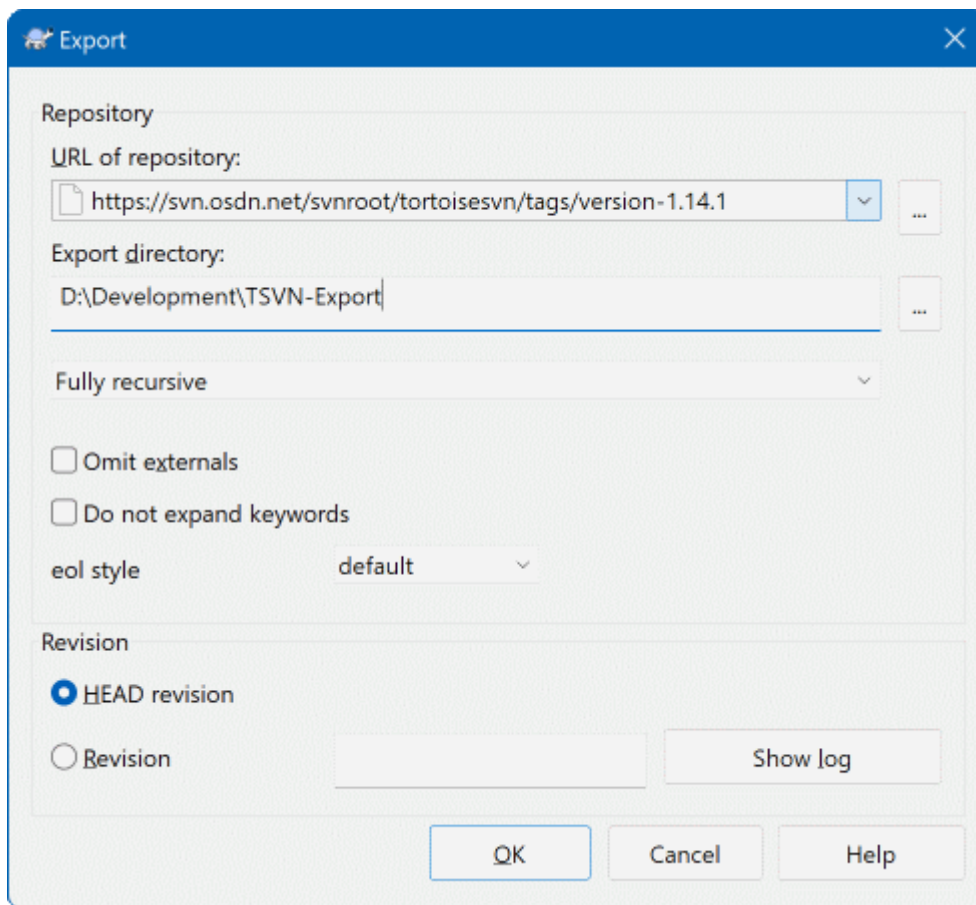 Export
Repository
URL of repository:
https://svn.osdn.net/svnroot/tortoisesvn/tags/version-1.14.1
...
Export directory:
D:\Development\TSVN-Export
...
Fully recursive
Omit externals
Do not expand keywords
eol style default
Revision
HEAD revision
Revision Show log
OK Cancel Help